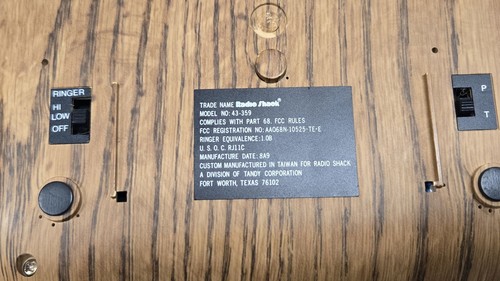 RINGER
HI
LOW
OFF
TRADE NAME Radio Shack®
MODEL NO: 43-359
COMPLIES WITH PART 68. FCC RULES
FCC REGISTRATION NO: AAO68N-10525-TE-E
RINGER EQUIVALENCE: 1.0B
U. S. O. C. RJ11C
MANUFACTURE DATE: 8A9
CUSTOM MANUFACTURED IN TAIWAN FOR RADIO SHACK
A DIVISION OF TANDY CORPORATION
FORT WORTH, TEXAS 76102
P
T